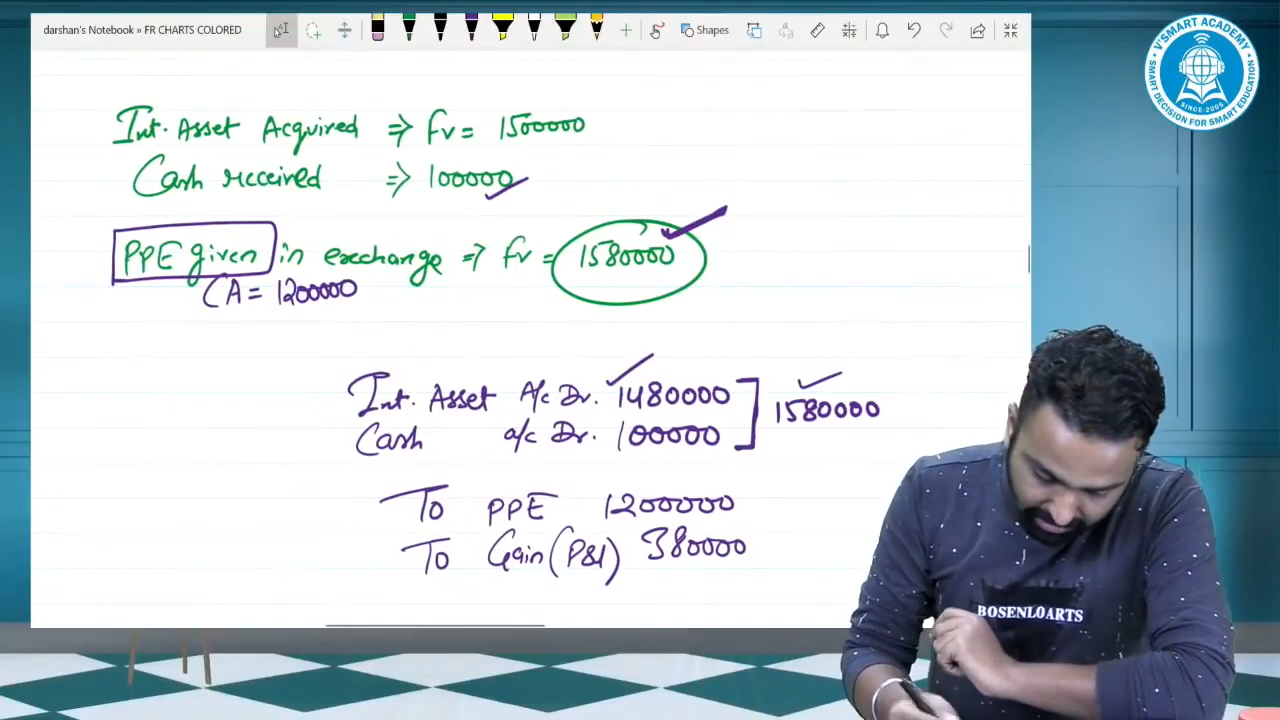 darshan's Notebook » FR CHARTS COLORED
Shapes
V'SMART ACADEMY
SMART DECISION FOR SMART EDUCATION
SINCE-2005
Int. Asset Acquired => fv = 1500000
Cash received => 100000
PPE given in exchange => fv = 1580000
CA = 1200000
Int. Asset A/c Dr. 1480000
1580000
Cash a/c Dr. 100000
To PPE 1200000
To Gain (P&L) 380000
BOSENLOARTS